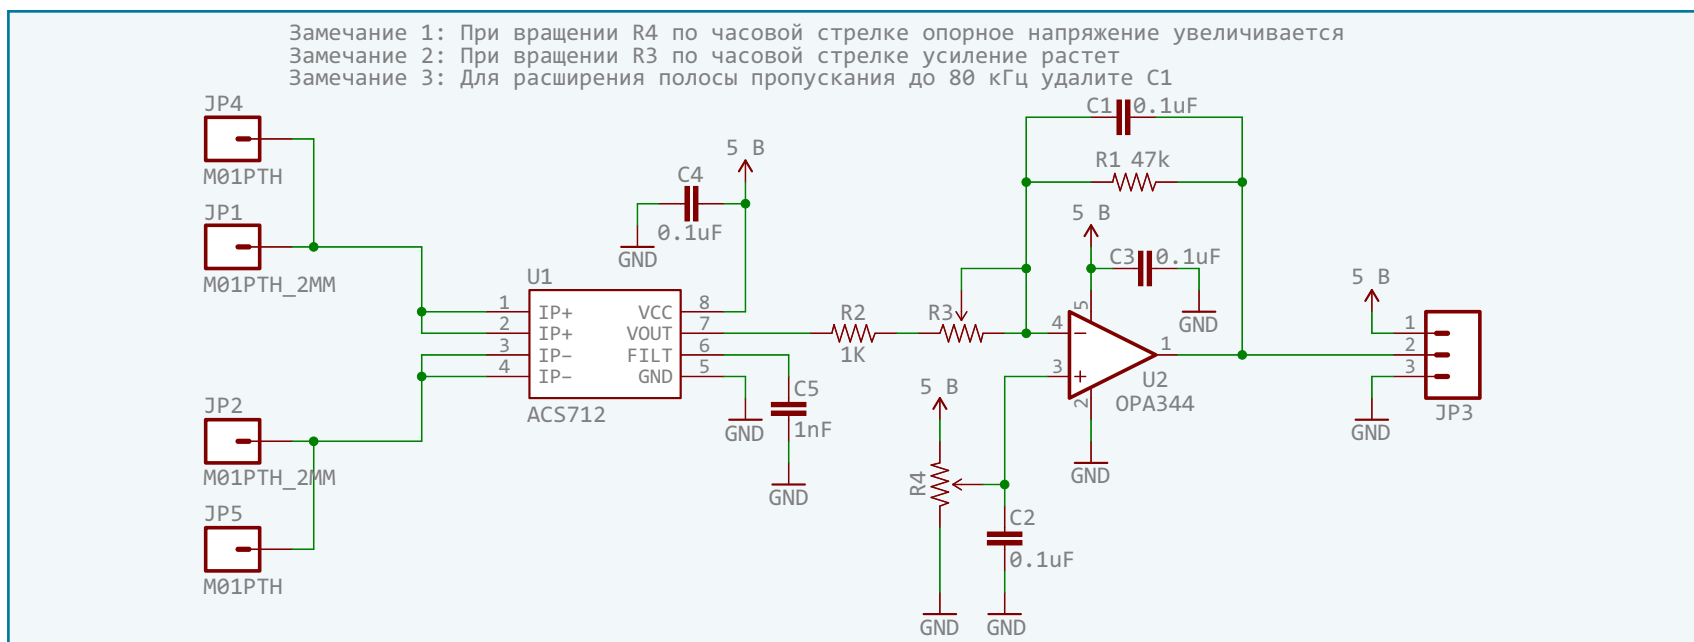 Замечание 1: При вращении R4 по часовой стрелке опорное напряжение увеличивается
Замечание 2: При вращении R3 по часовой стрелке усиление растет
Замечание 3: Для расширения полосы пропускания до 80 кГц удалите C1
JP4
M01PTH
JP1
M01PTH_2MM
JP2
M01PTH_2MM
JP5
M01PTH
5 В
C4
0.1uF
GND
U1
1 IP+ VCC 8
2 IP+ VOUT 7
3 IP- FILT 6
4 IP- GND 5
ACS712
GND
C5
1nF
GND
R2
1K
R3
C1 0.1uF
R1 47k
5 В
C3 0.1uF
GND
5
4
3
1
2
U2
OPA344
GND
5 В
R4
C2
0.1uF
GND
GND
5 В
1
2
3
JP3
GND